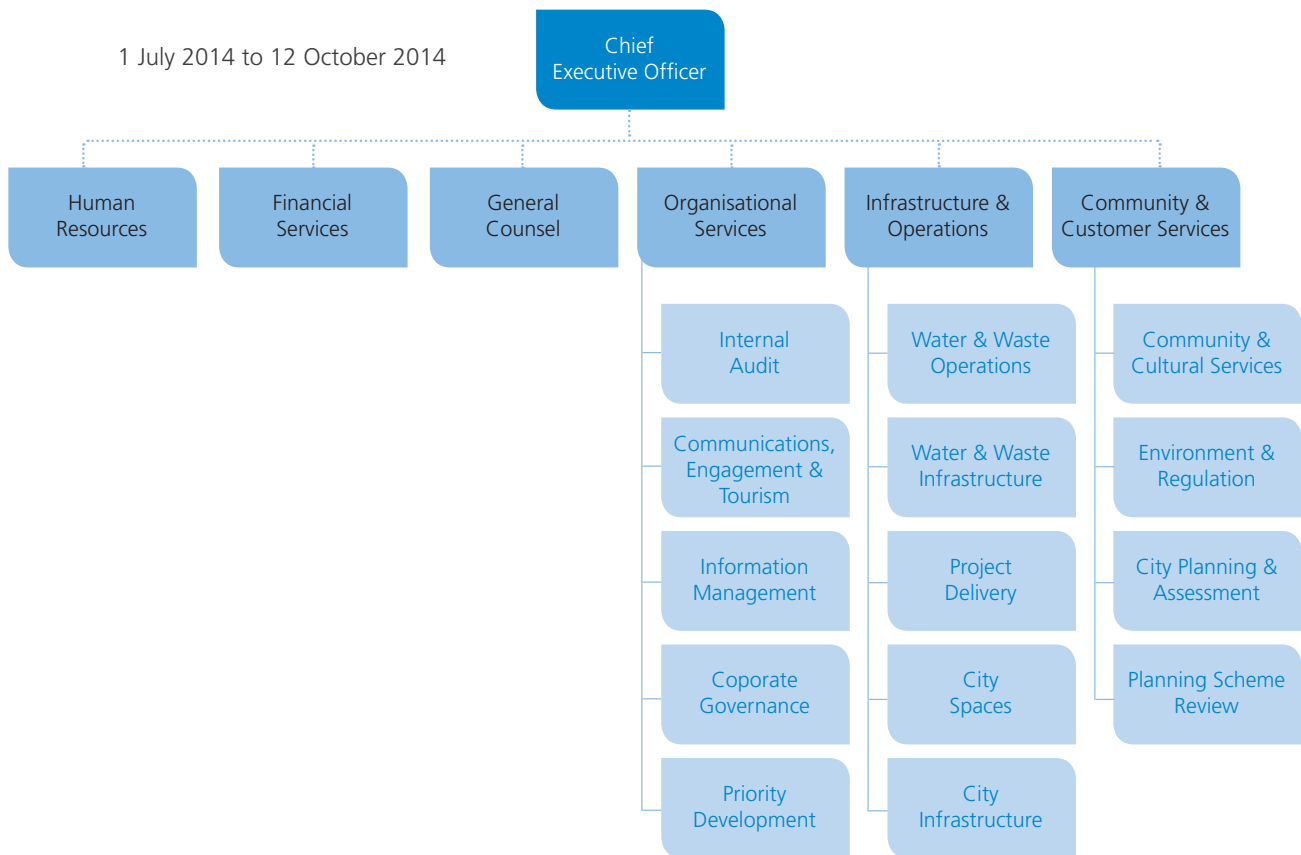 1 July 2014 to 12 October 2014
Chief
Executive Officer
Human
Resources
Financial
Services
General
Counsel
Organisational
Services
Infrastructure &
Operations
Community &
Customer Services
Internal
Audit
Communications,
Engagement &
Tourism
Information
Management
Coporate
Governance
Priority
Development
Water & Waste
Operations
Water & Waste
Infrastructure
Project
Delivery
City
Spaces
City
Infrastructure
Community &
Cultural Services
Environment &
Regulation
City Planning &
Assessment
Planning Scheme
Review